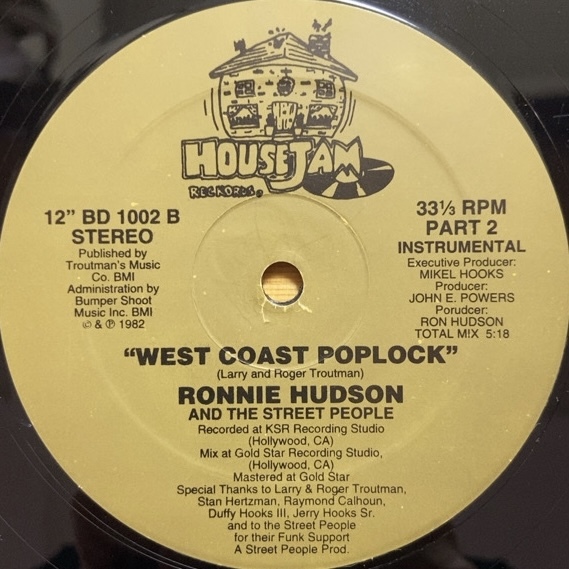 HOUSEJAM
RECKORDS.
12” BD 1002 B
STEREO
Published by
Troutman's Music
Co. BMI
Administration by
Bumper Shoot
Music Inc. BMI
© & ℗ 1982
33⅓ RPM
PART 2
INSTRUMENTAL
Executive Producer:
MIKEL HOOKS
Producer:
JOHN E. POWERS
Porudcer:
RON HUDSON
TOTAL M!X 5:18
“WEST COAST POPLOCK”
(Larry and Roger Troutman)
RONNIE HUDSON
AND THE STREET PEOPLE
Recorded at KSR Recording Studio
(Hollywood, CA)
Mix at Gold Star Recording Studio,
(Hollywood, CA)
Mastered at Gold Star
Special Thanks to Larry & Roger Troutman,
Stan Hertzman, Raymond Calhoun,
Duffy Hooks III, Jerry Hooks Sr.
and to the Street People
for their Funk Support
A Street People Prod.